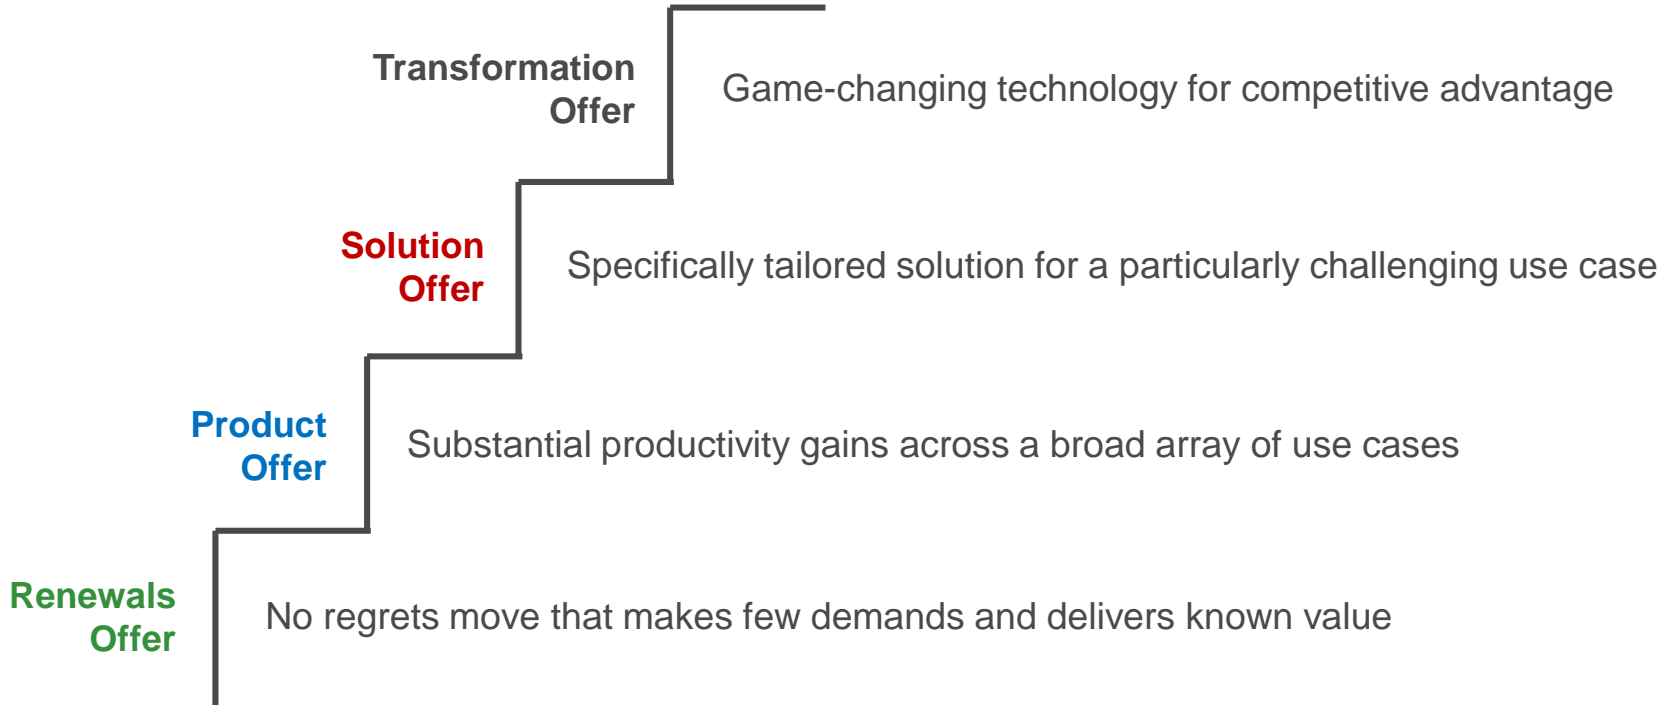 Transformation
Offer
Game-changing technology for competitive advantage
Solution
Offer
Specifically tailored solution for a particularly challenging use case
Product
Offer
Substantial productivity gains across a broad array of use cases
Renewals
Offer
No regrets move that makes few demands and delivers known value